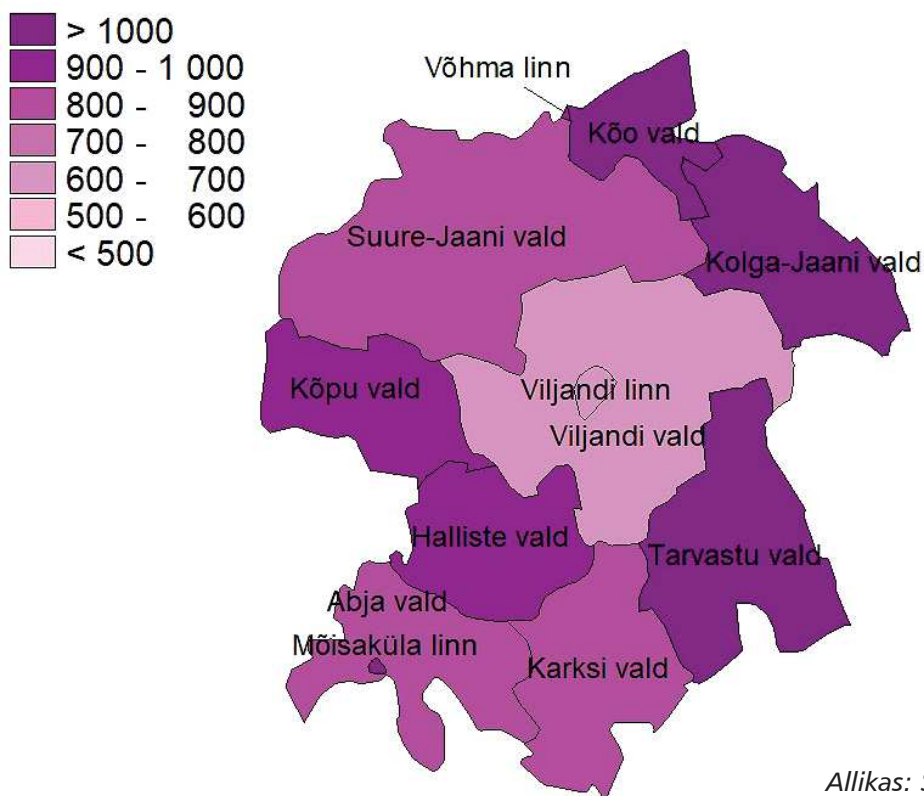 > 1000
900 - 1 000
800 - 900
700 - 800
600 - 700
500 - 600
< 500
Võhma linn
Kõo vald
Suure-Jaani vald
Kolga-Jaani vald
Kõpu vald
Viljandi linn
Viljandi vald
Halliste vald
Tarvastu vald
Abja vald
Mõisaküla linn
Karksi vald
Allikas: